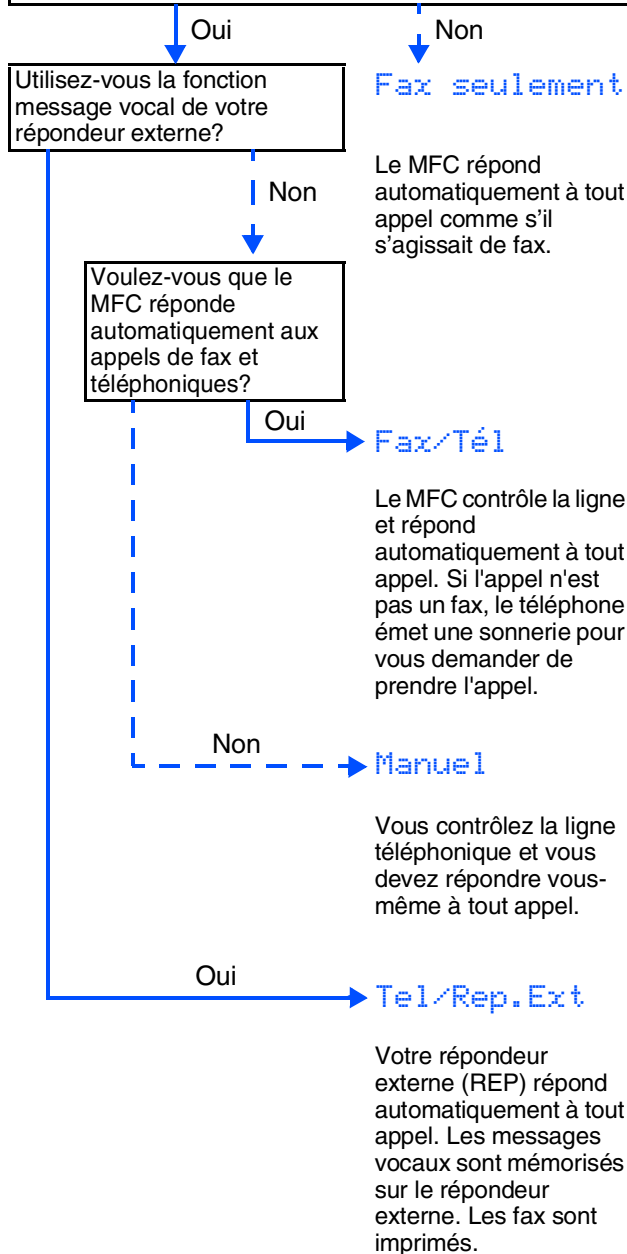 Oui
Non
Utilisez-vous la fonction
message vocal de votre
répondeur externe?
Fax seulement
Le MFC répond
automatiquement à tout
appel comme s'il
s’agissait de fax.
Non
Voulez-vous que le
MFC réponde
automatiquement aux
appels de fax et
téléphoniques?
Oui
Fax/Tél
Le MFC contrôle la ligne
et répond
automatiquement à tout
appel. Si l'appel n'est
pas un fax, le téléphone
émet une sonnerie pour
vous demander de
prendre l'appel.
Non
Manuel
Vous contrôlez la ligne
téléphonique et vous
devez répondre vous-
même à tout appel.
Oui
Tel/Rep.Ext
Votre répondeur
externe (REP) répond
automatiquement à tout
appel. Les messages
vocaux sont mémorisés
sur le répondeur
externe. Les fax sont
imprimés.